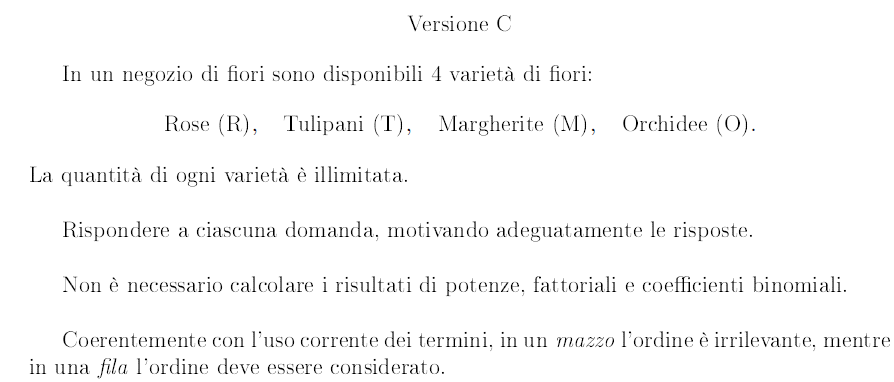 Versione C
In un negozio di fiori sono disponibili 4 varietà di fiori:
Rose (R), Tulipani (T), Margherite (M), Orchidee (O).
La quantità di ogni varietà è illimitata.
Rispondere a ciascuna domanda, motivando adeguatamente le risposte.
Non è necessario calcolare i risultati di potenze, fattoriali e coefficienti binomiali.
Coerentemente con l'uso corrente dei termini, in un mazzo l'ordine è irrilevante, mentre
in una fila l'ordine deve essere considerato.